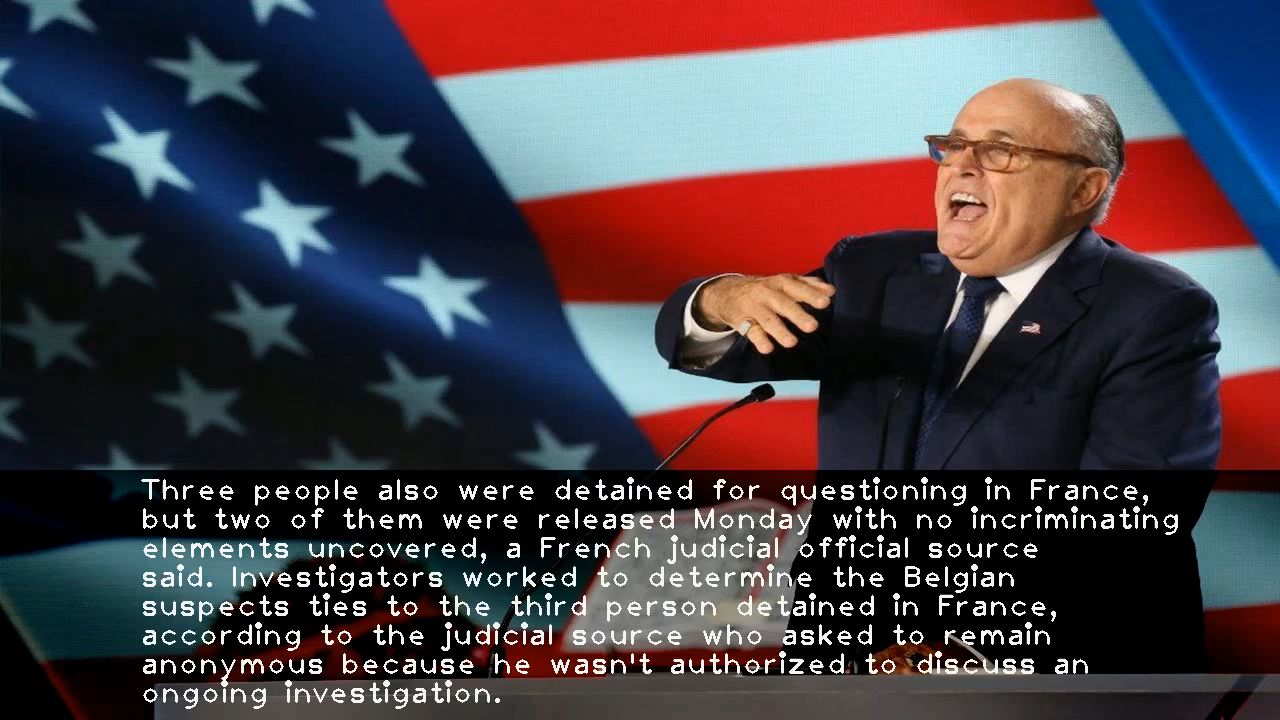 Three people also were detained for questioning in France,
but two of them were released Monday with no incriminating
elements uncovered, a French judicial official source
said. Investigators worked to determine the Belgian
suspects ties to the third person detained in France,
according to the judicial source who asked to remain
anonymous because he wasn't authorized to discuss an
ongoing investigation.